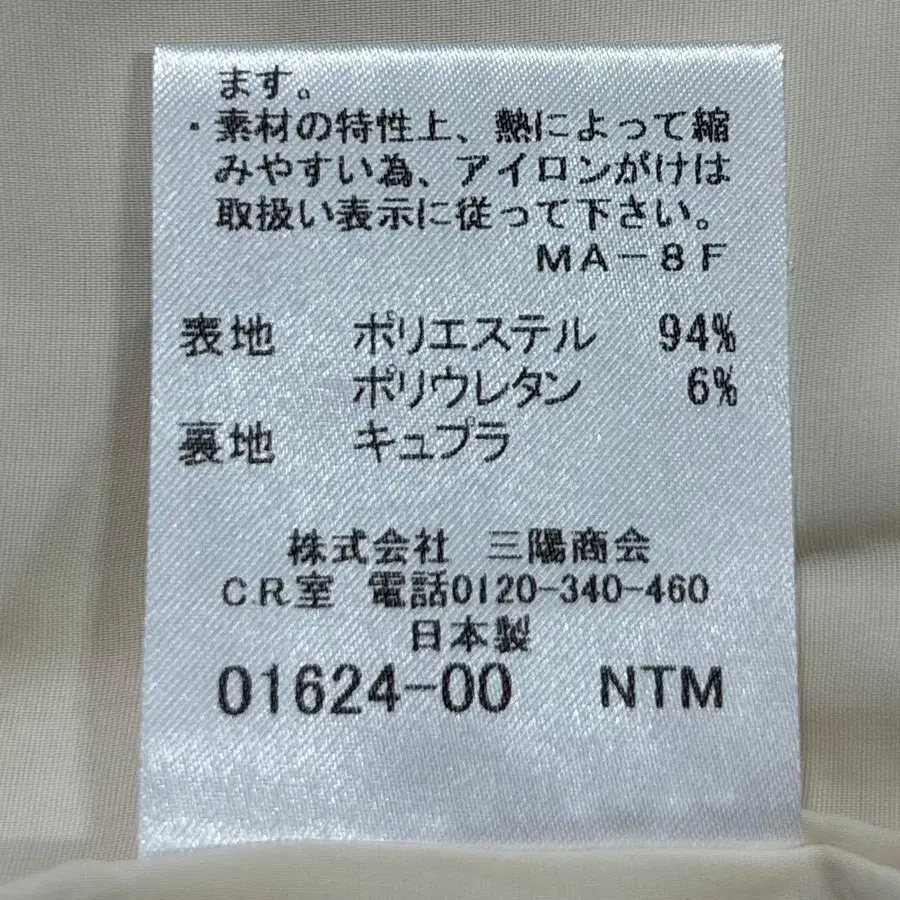 ます。
・素材の特性上、熱によって縮
みやすい為、アイロンがけは
取扱い表示に従って下さい。
MA-8F
表地 ポリエステル 94%
ポリウレタン 6%
裏地 キュプラ
株式会社 三陽商会
C.R室 電話0120-340-460
日本製
01624-00 NTM